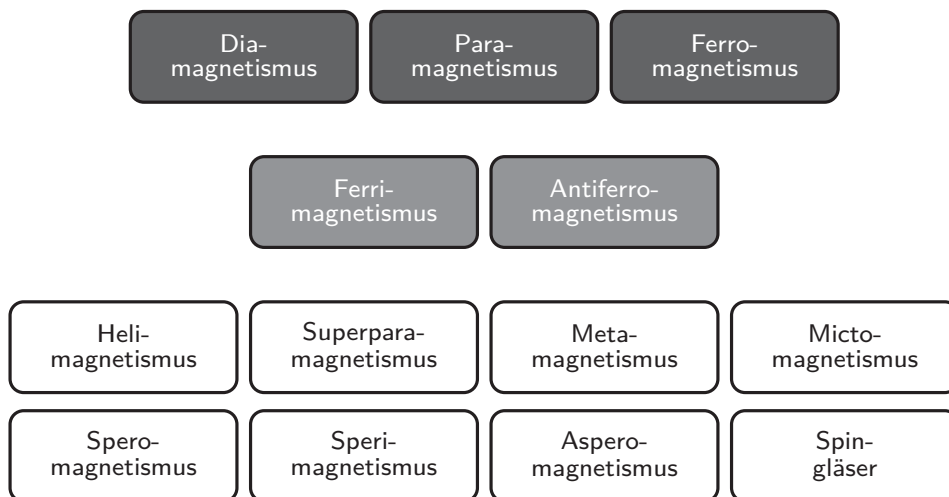 Dia-
magnetismus
Para-
magnetismus
Ferro-
magnetismus
Ferri-
magnetismus
Antiferro-
magnetismus
Heli-
magnetismus
Superpara-
magnetismus
Meta-
magnetismus
Micto-
magnetismus
Spero-
magnetismus
Speri-
magnetismus
Aspero-
magnetismus
Spin-
gläser